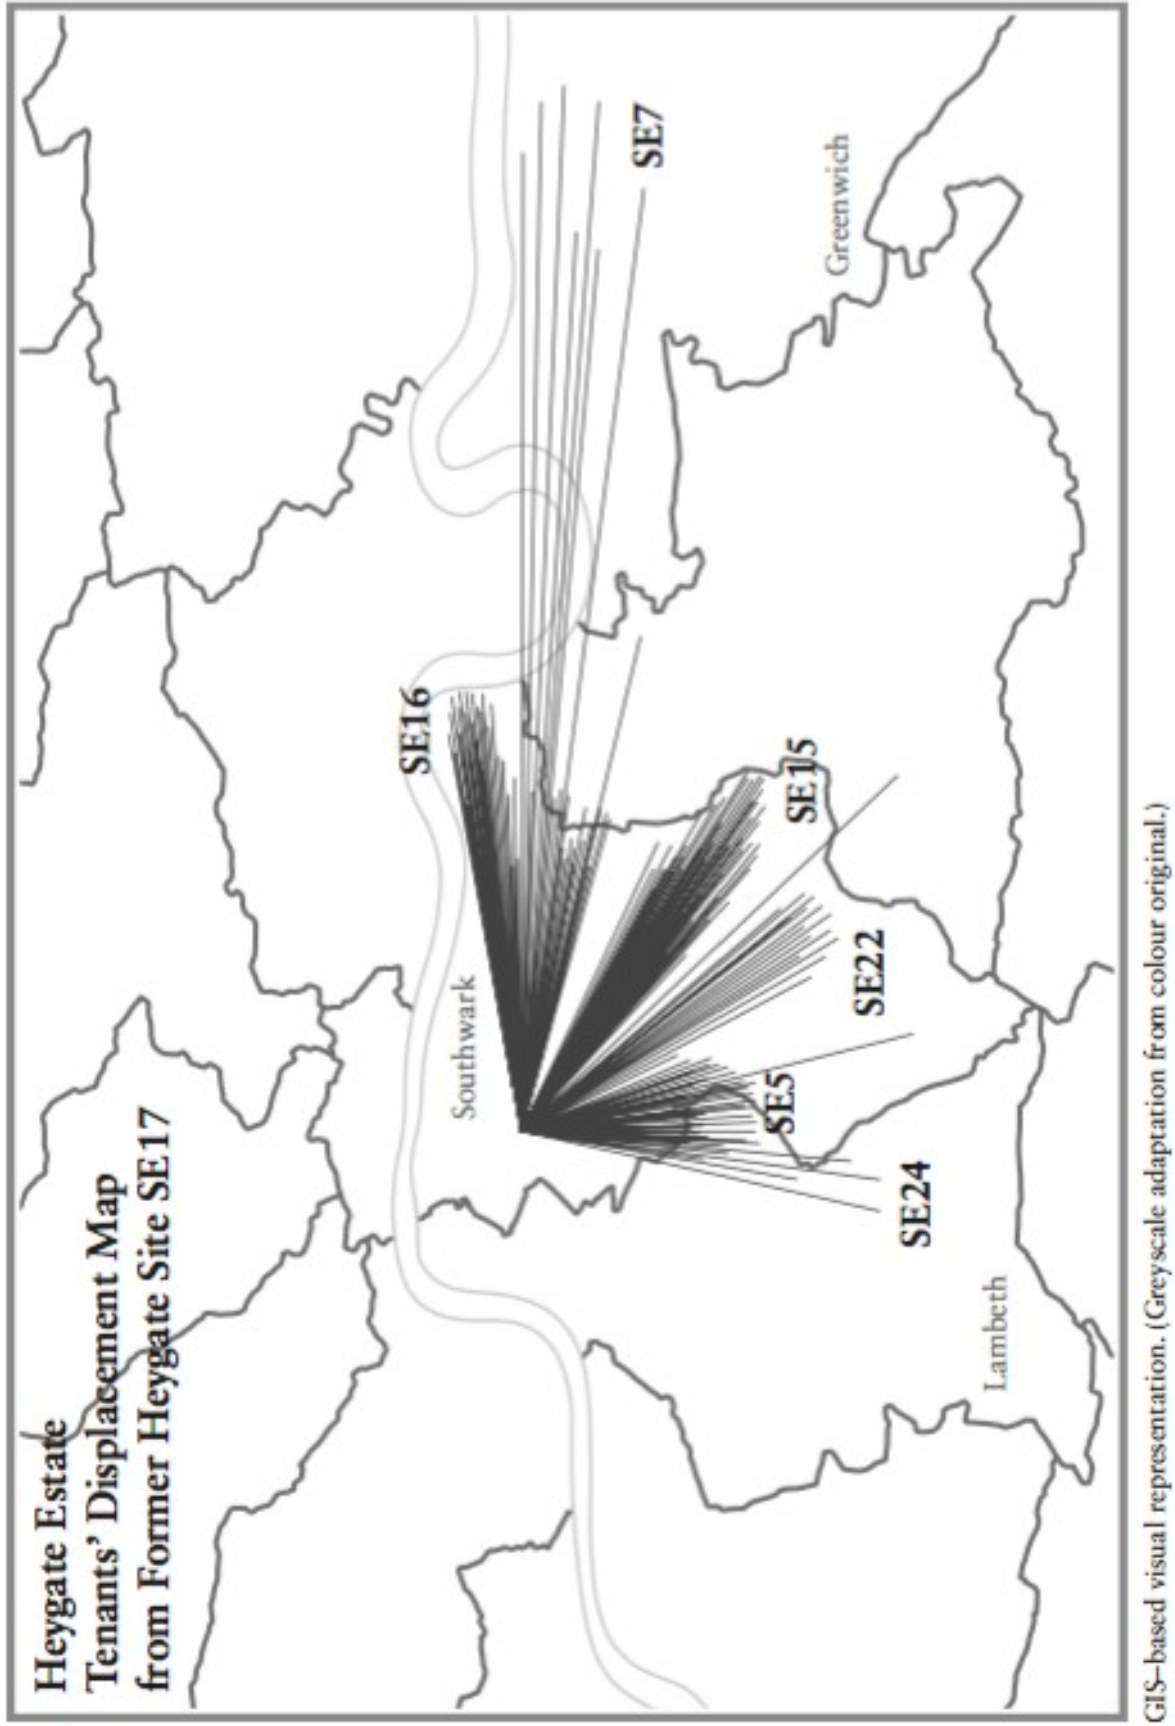 Heygate Estate
Tenants' Displacement Map
from Former Heygate Site SE17
SE16
SE7
Southwark
Greenwich
SE15
SE22
SE5
SE24
Lambeth
GIS–based visual representation. (Greyscale adaptation from colour original.)